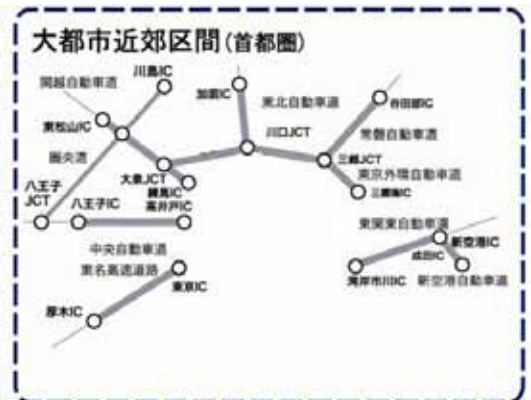 大都市近郊区間(首都圏)
川島IC
関越自動車道
加須IC
東北自動車道
谷田部IC
東松山IC
川口JCT
常磐自動車道
圏央道
三郷JCT
大泉JCT
東京外環自動車道
八王子
JCT
八王子IC
練馬IC
三郷南IC
高井戸IC
東関東自動車道
新空港IC
成田IC
中央自動車道
東名高速道路
東京IC
湾岸市川IC
新空港自動車道
厚木IC